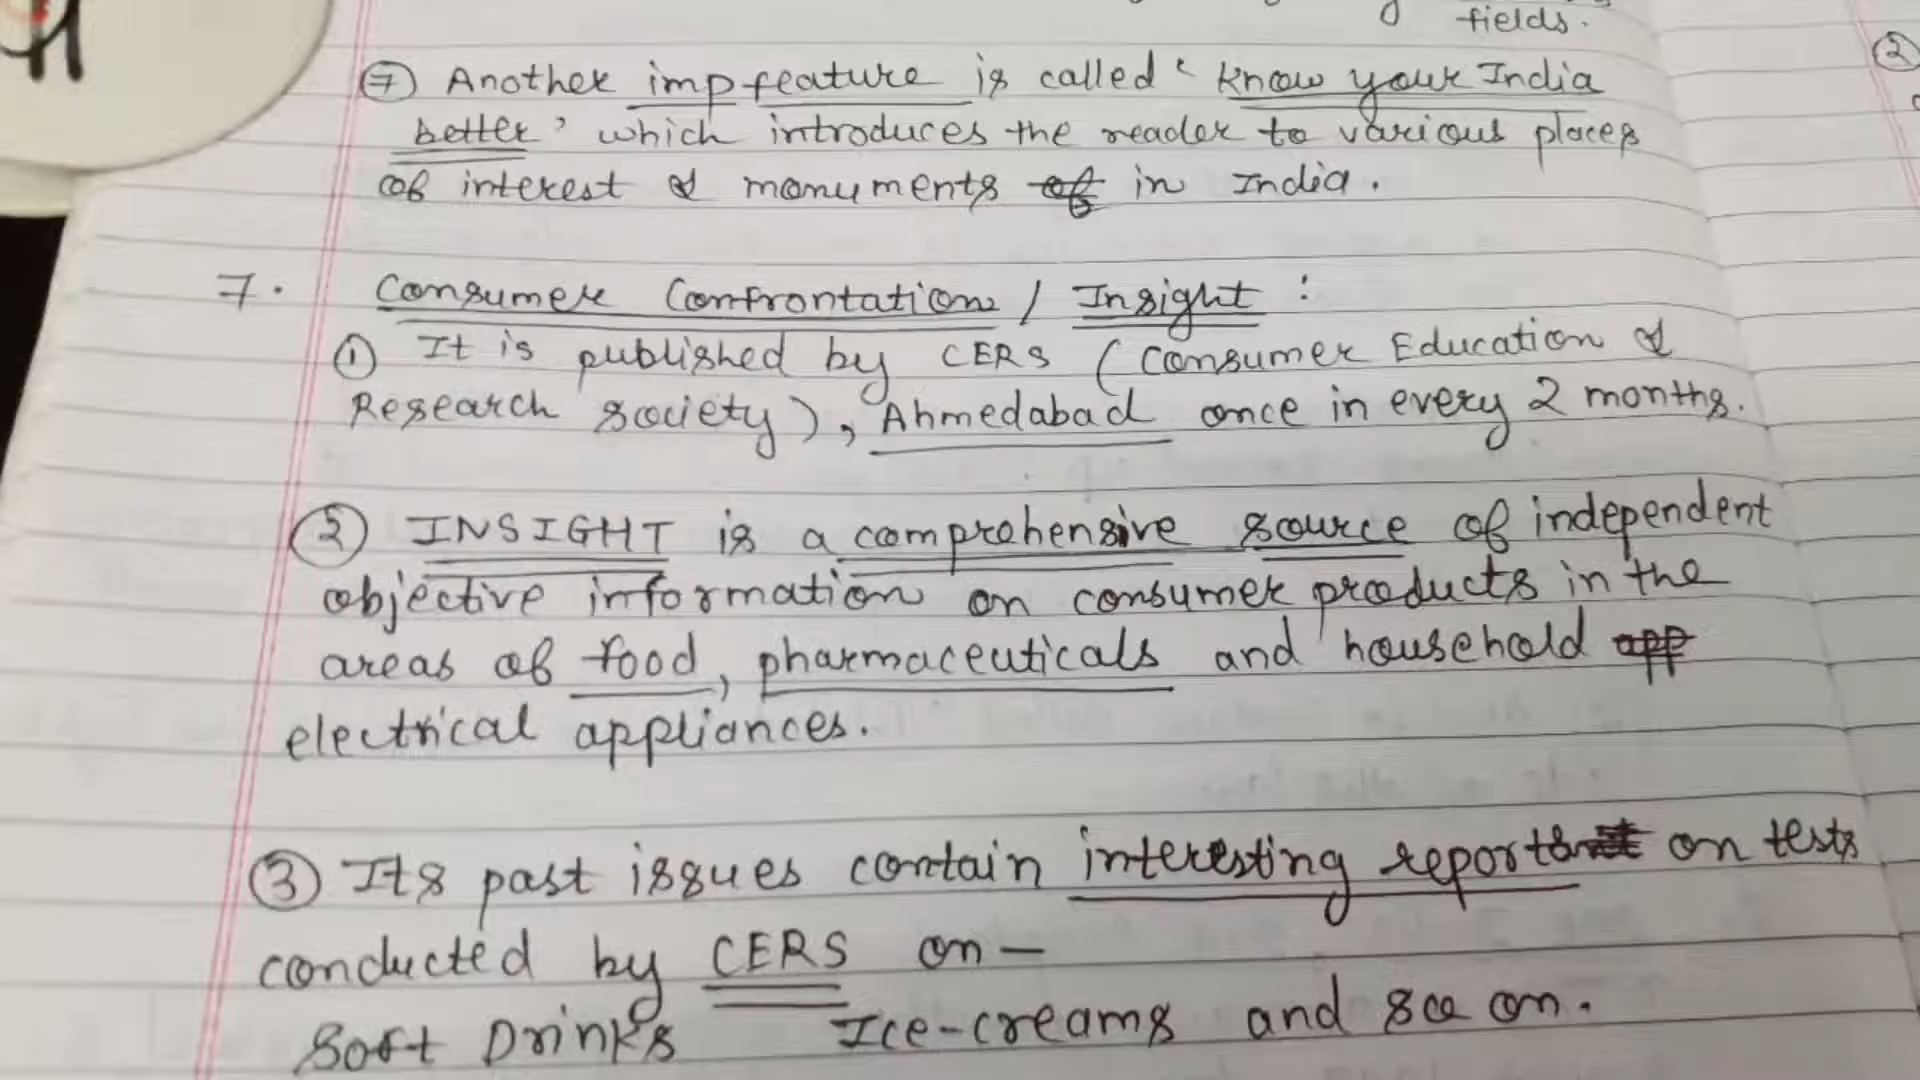 fields.
⑦ Another imp feature is called ‘ Know your India
better ’ which introduces the reader to various places
of interest & monuments of in India.
7. Consumer Confrontation / Insight :
① It is published by CERS (Consumer Education &
Research society), Ahmedabad once in every 2 months.
② INSIGHT is a comprehensive source of independent
objective information on consumer products in the
areas of food, pharmaceuticals and household app
electrical appliances.
③ Its past issues contain interesting reports on tests
conducted by CERS on —
Soft Drinks Ice-creams and so on.
②